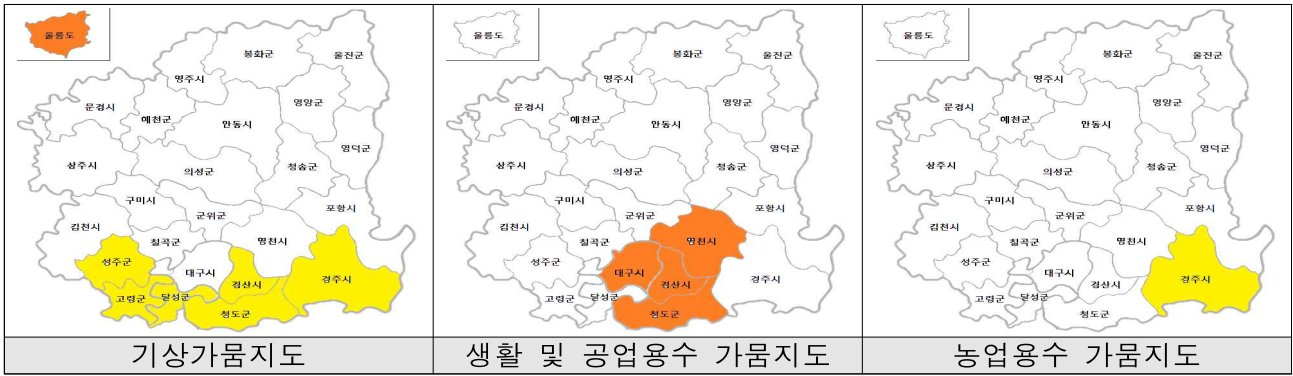 울릉도
봉화군
울진군
영주시
문경시
예천군
영양군
안동시
영덕군
상주시
의성군
청송군
구미시
군위군
포항시
김천시
칠곡군
영천시
성주군
대구시
경산시
경주시
고령군
달성군
청도군
기상가뭄지도
울릉도
봉화군
울진군
영주시
문경시
예천군
영양군
안동시
영덕군
상주시
의성군
청송군
구미시
군위군
포항시
김천시
칠곡군
영천시
성주군
대구시
경산시
경주시
고령군
달성군
청도군
생활 및 공업용수 가뭄지도
울릉도
봉화군
울진군
영주시
문경시
예천군
영양군
안동시
영덕군
상주시
의성군
청송군
구미시
군위군
포항시
김천시
칠곡군
영천시
성주군
대구시
경산시
경주시
고령군
달성군
청도군
농업용수 가뭄지도